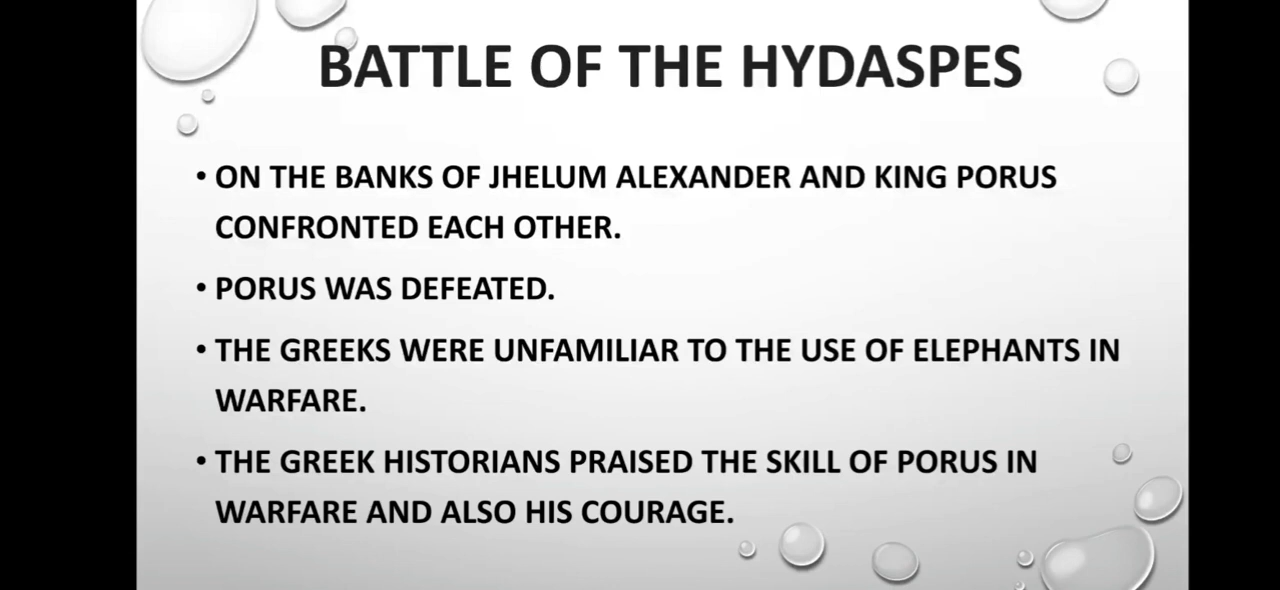 BATTLE OF THE HYDASPES
• ON THE BANKS OF JHELUM ALEXANDER AND KING PORUS
CONFRONTED EACH OTHER.
• PORUS WAS DEFEATED.
• THE GREEKS WERE UNFAMILIAR TO THE USE OF ELEPHANTS IN
WARFARE.
• THE GREEK HISTORIANS PRAISED THE SKILL OF PORUS IN
WARFARE AND ALSO HIS COURAGE.